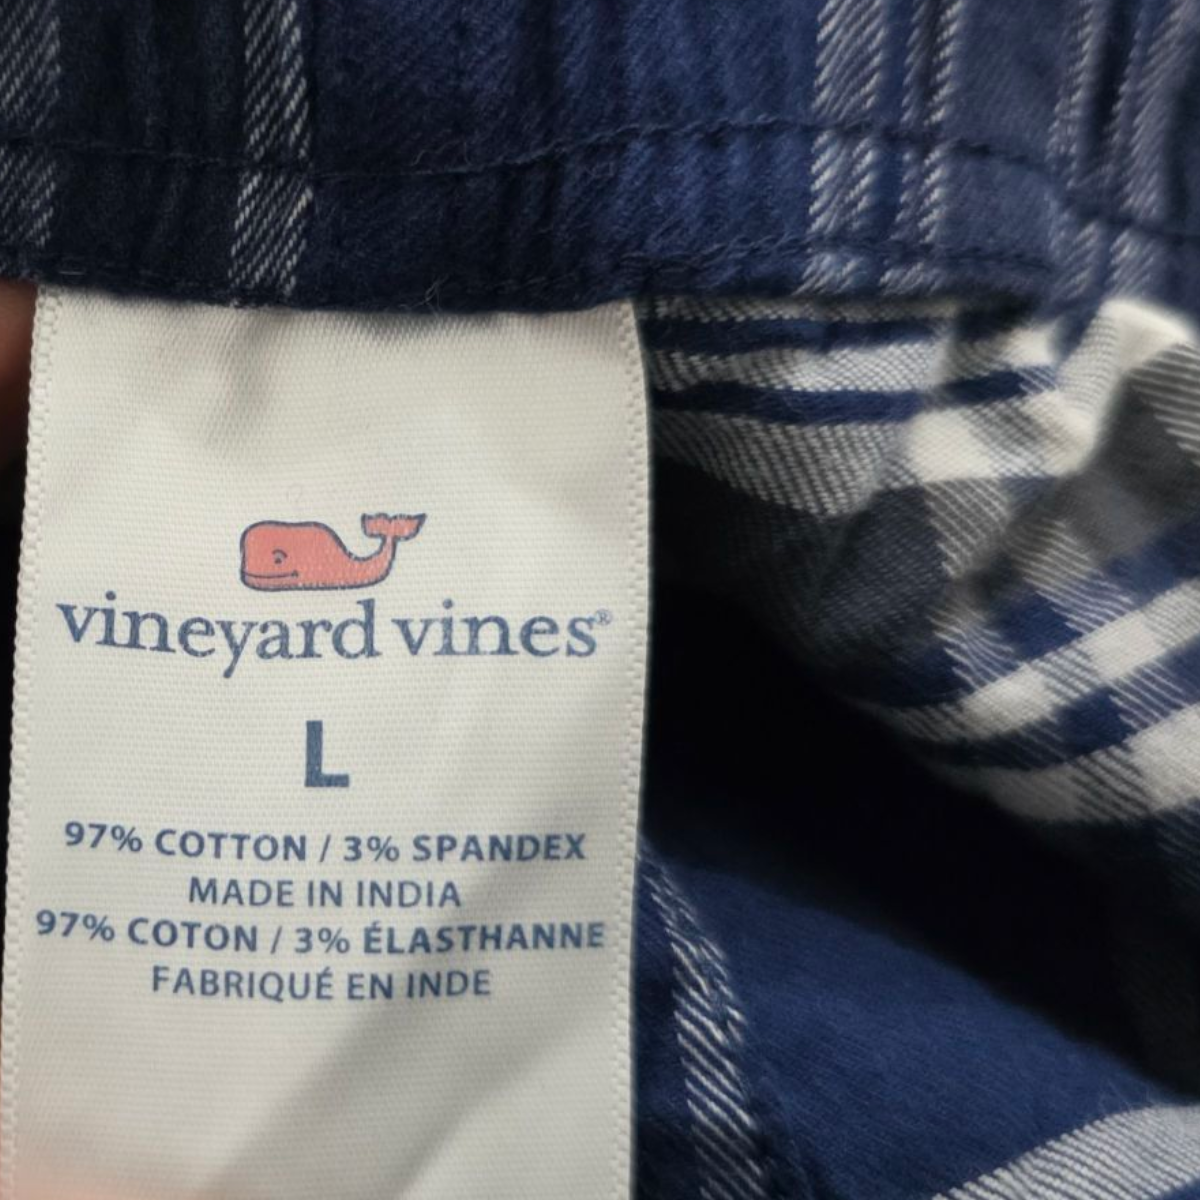 vineyard vines®
L
97% COTTON / 3% SPANDEX
MADE IN INDIA
97% COTON / 3% ÉLASTHANNE
FABRIQUÉ EN INDE